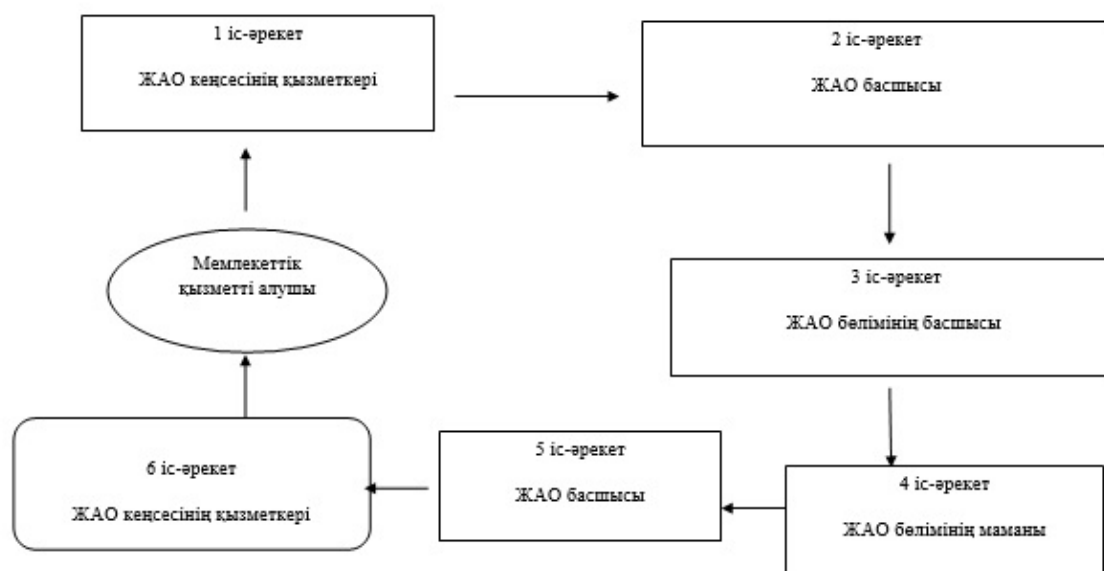 1 іс-әрекет
ЖАО кеңсесінің қызметкері
2 іс-әрекет
ЖАО басшысы
Мемлекеттік
қызметті алушы
3 іс-әрекет
ЖАО бөлімінің басшысы
6 іс-әрекет
ЖАО кеңсесінің қызметкері
5 іс-әрекет
ЖАО басшысы
4 іс-әрекет
ЖАО бөлімінің маманы